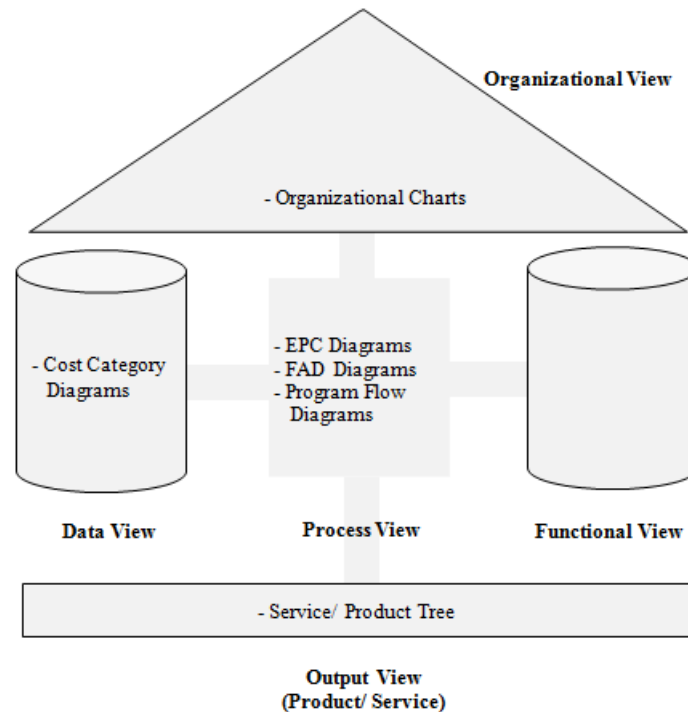 Organizational View
- Organizational Charts
- Cost Category
Diagrams
- EPC Diagrams
- FAD Diagrams
- Program Flow
Diagrams
Data View
Process View
Functional View
- Service/ Product Tree
Output View
(Product/ Service)